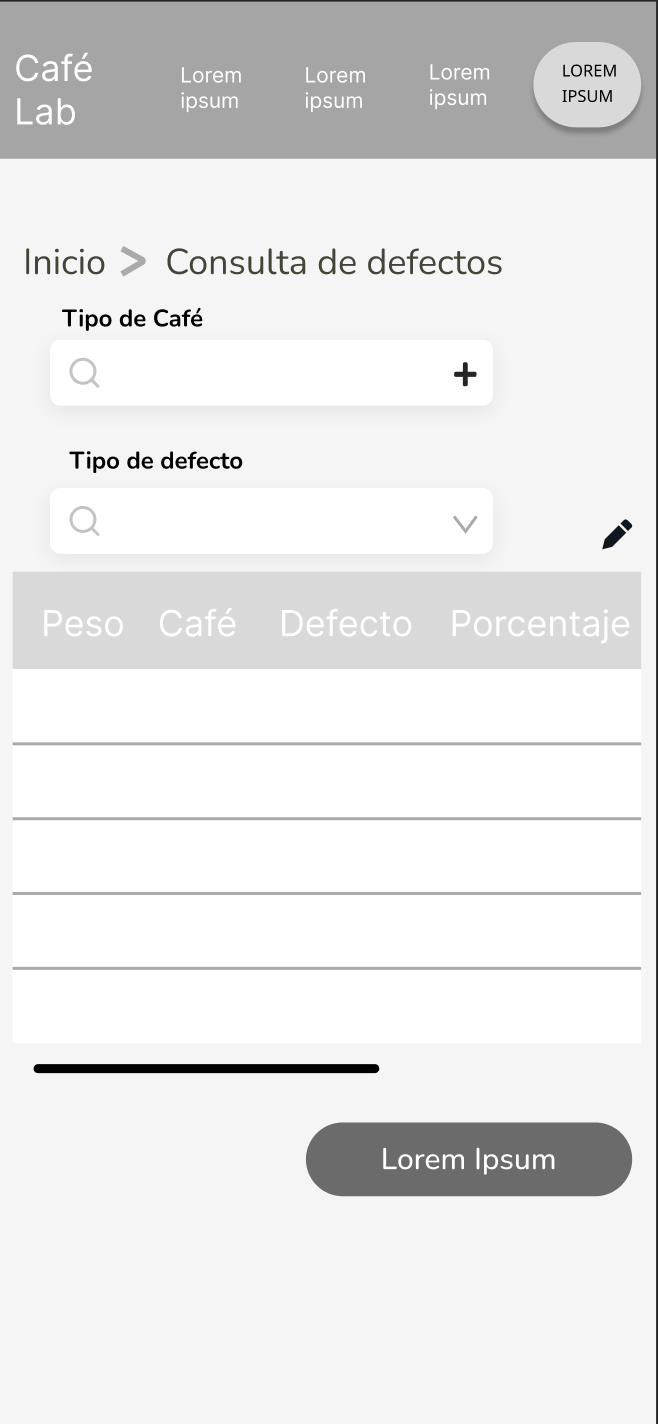 Café
Lab
Lorem
ipsum
Lorem
ipsum
Lorem
ipsum
LOREM
IPSUM
Inicio > Consulta de defectos
Tipo de Café
Tipo de defecto
Peso Café Defecto Porcentaje
Lorem Ipsum